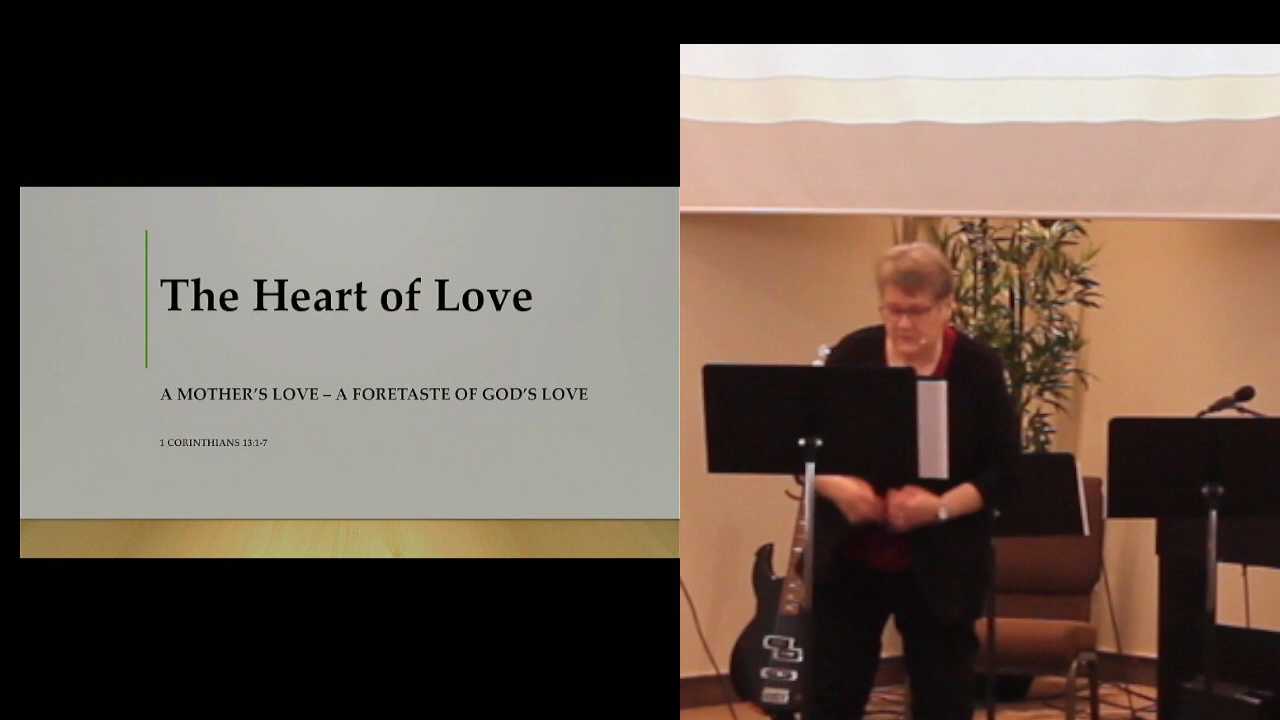 The Heart of Love
A MOTHER'S LOVE – A FORETASTE OF GOD'S LOVE
1 CORINTHIANS 13:1-7